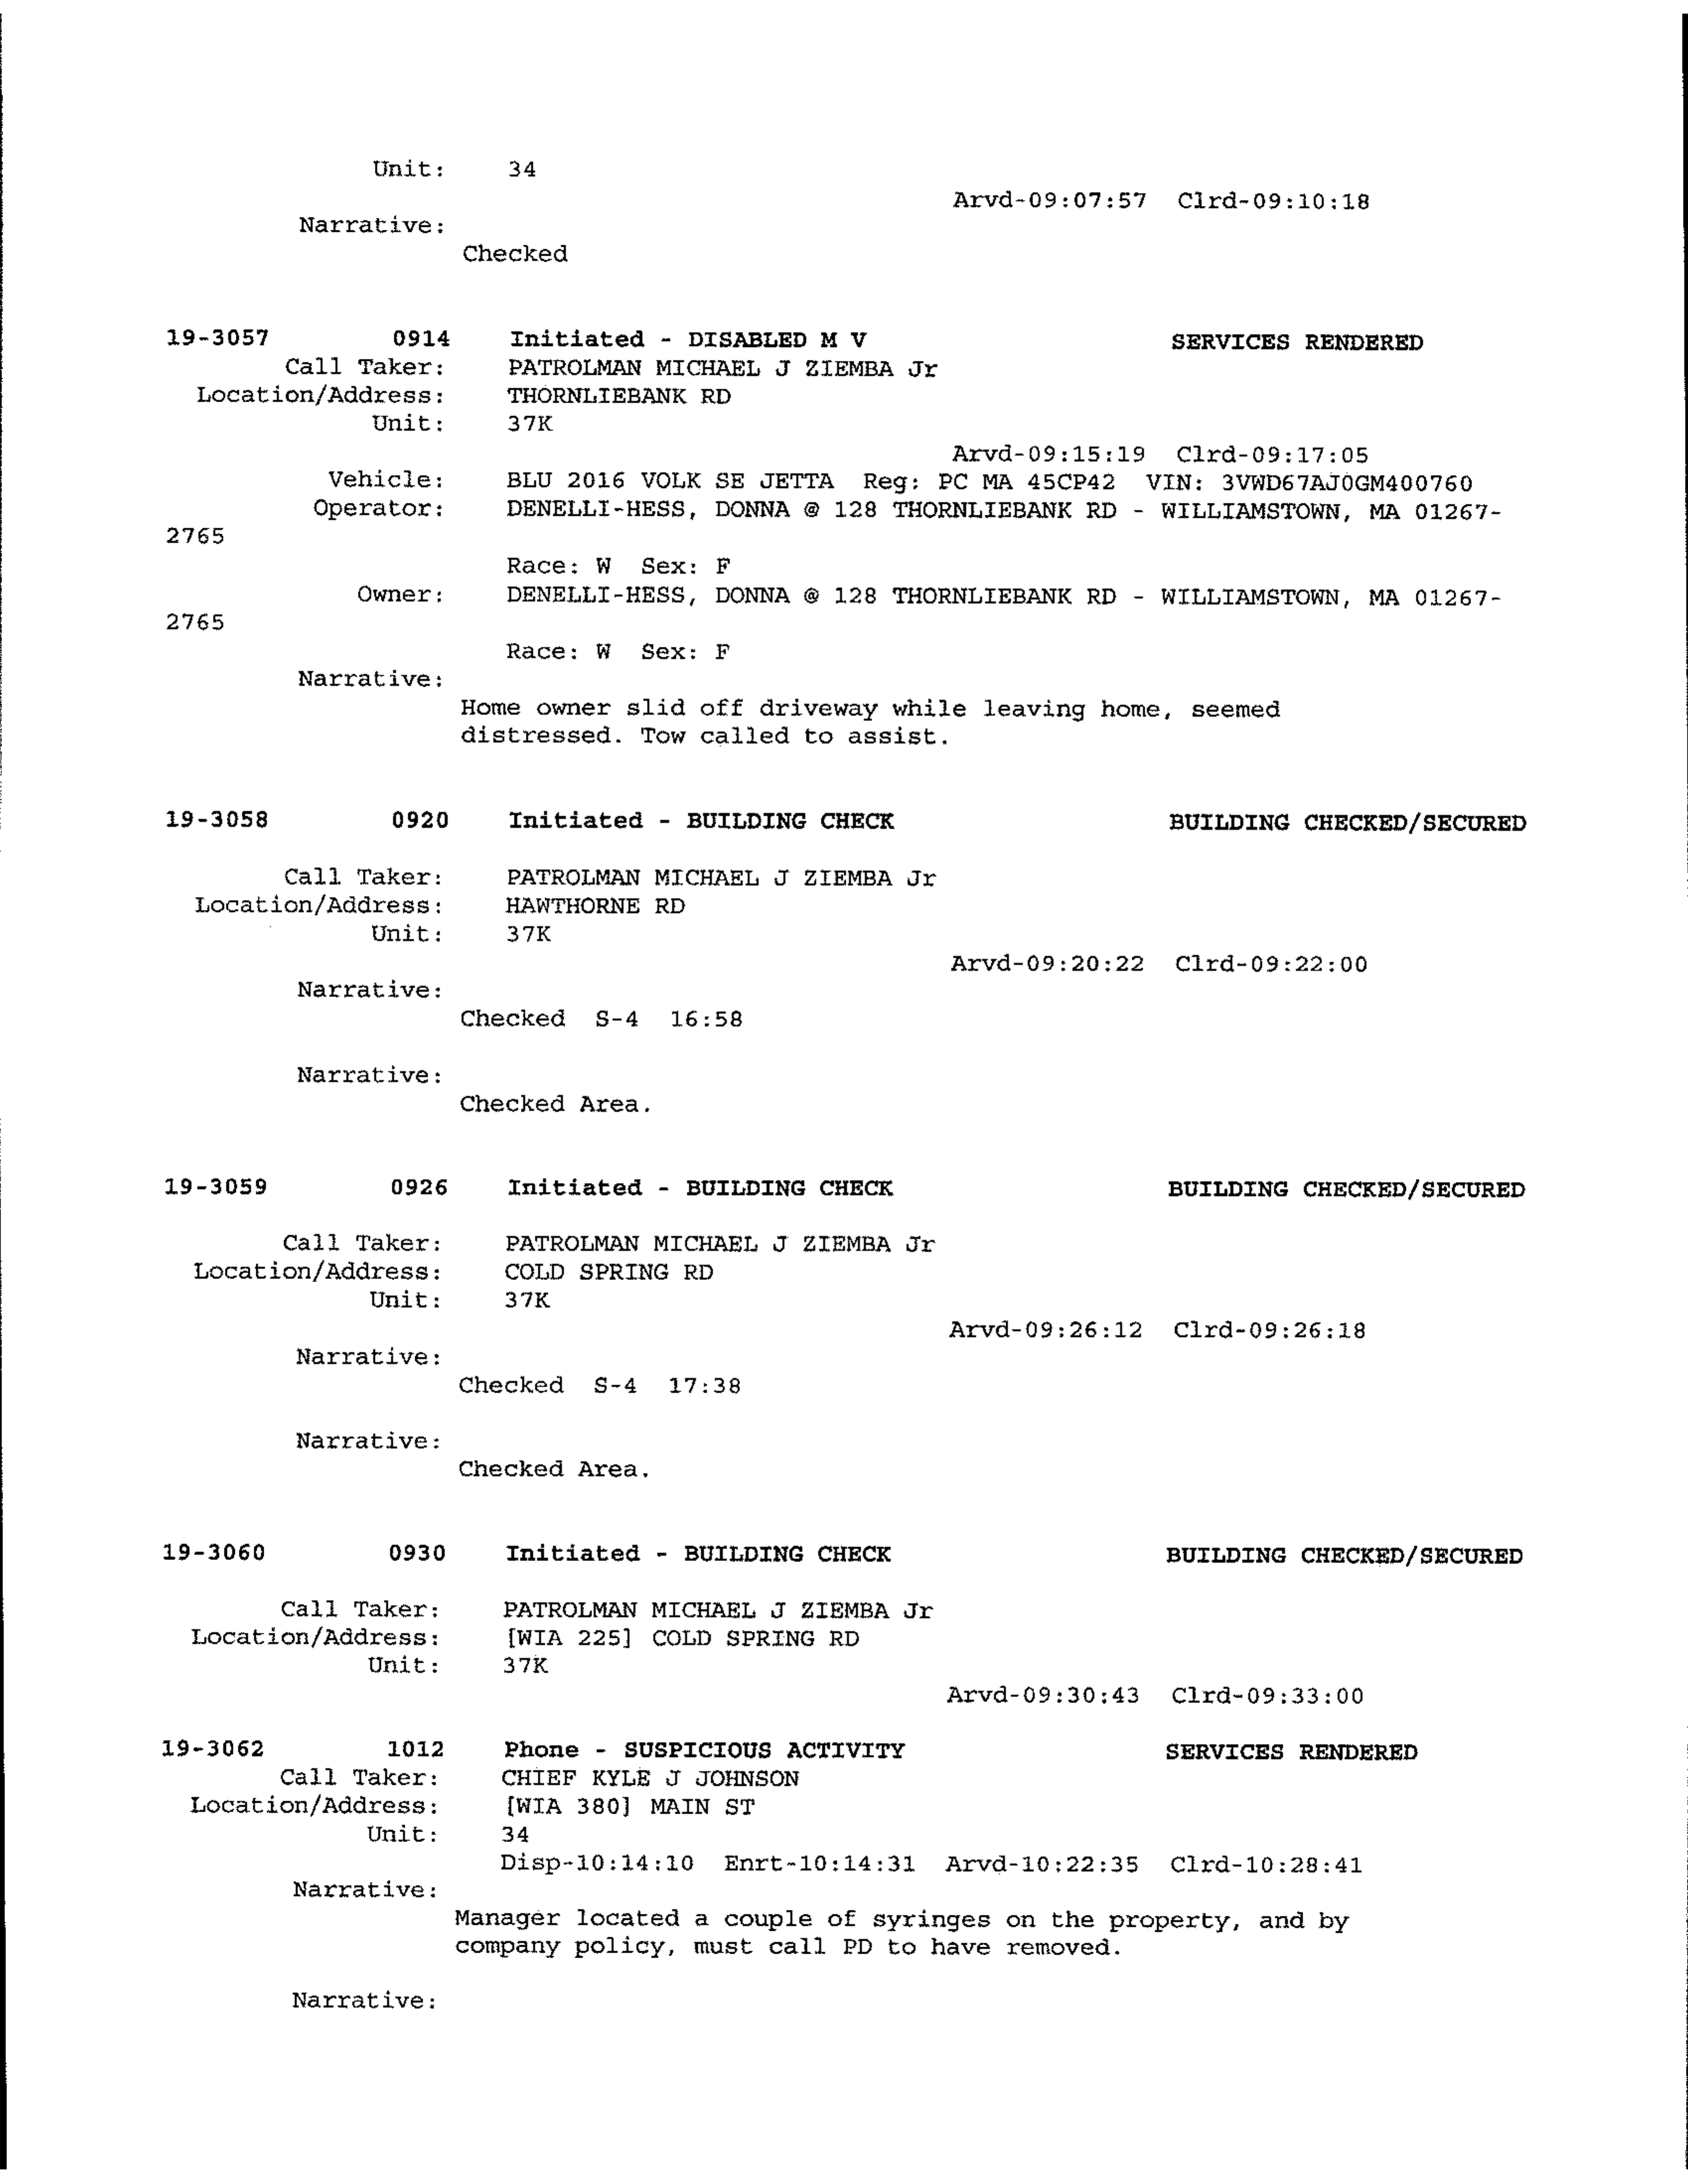 Unit: 34
Arvd-09:07:57 Clrd-09:10:18
Narrative:
Checked
19-3057 0914 Initiated - DISABLED M V SERVICES RENDERED
Call Taker: PATROLMAN MICHAEL J ZIEMBA Jr
Location/Address: THORNLIEBANK RD
Unit: 37K
Arvd-09:15:19 Clrd-09:17:05
Vehicle: BLU 2016 VOLK SE JETTA Reg: PC MA 45CP42 VIN: 3VWD67AJ0GM400760
Operator: DENELLI-HESS, DONNA @ 128 THORNLIEBANK RD - WILLIAMSTOWN, MA 01267-
2765
Race: W Sex: F
Owner: DENELLI-HESS, DONNA @ 128 THORNLIEBANK RD - WILLIAMSTOWN, MA 01267-
2765
Race: W Sex: F
Narrative:
Home owner slid off driveway while leaving home, seemed
distressed. Tow called to assist.
19-3058 0920 Initiated - BUILDING CHECK BUILDING CHECKED/SECURED
Call Taker: PATROLMAN MICHAEL J ZIEMBA Jr
Location/Address: HAWTHORNE RD
Unit: 37K
Arvd-09:20:22 Clrd-09:22:00
Narrative:
Checked S-4 16:58
Narrative:
Checked Area.
19-3059 0926 Initiated - BUILDING CHECK BUILDING CHECKED/SECURED
Call Taker: PATROLMAN MICHAEL J ZIEMBA Jr
Location/Address: COLD SPRING RD
Unit: 37K
Arvd-09:26:12 Clrd-09:26:18
Narrative:
Checked S-4 17:38
Narrative:
Checked Area.
19-3060 0930 Initiated - BUILDING CHECK BUILDING CHECKED/SECURED
Call Taker: PATROLMAN MICHAEL J ZIEMBA Jr
Location/Address: [WIA 225] COLD SPRING RD
Unit: 37K
Arvd-09:30:43 Clrd-09:33:00
19-3062 1012 Phone - SUSPICIOUS ACTIVITY SERVICES RENDERED
Call Taker: CHIEF KYLE J JOHNSON
Location/Address: [WIA 380] MAIN ST
Unit: 34
Disp-10:14:10 Enrt-10:14:31 Arvd-10:22:35 Clrd-10:28:41
Narrative:
Manager located a couple of syringes on the property, and by
company policy, must call PD to have removed.
Narrative: